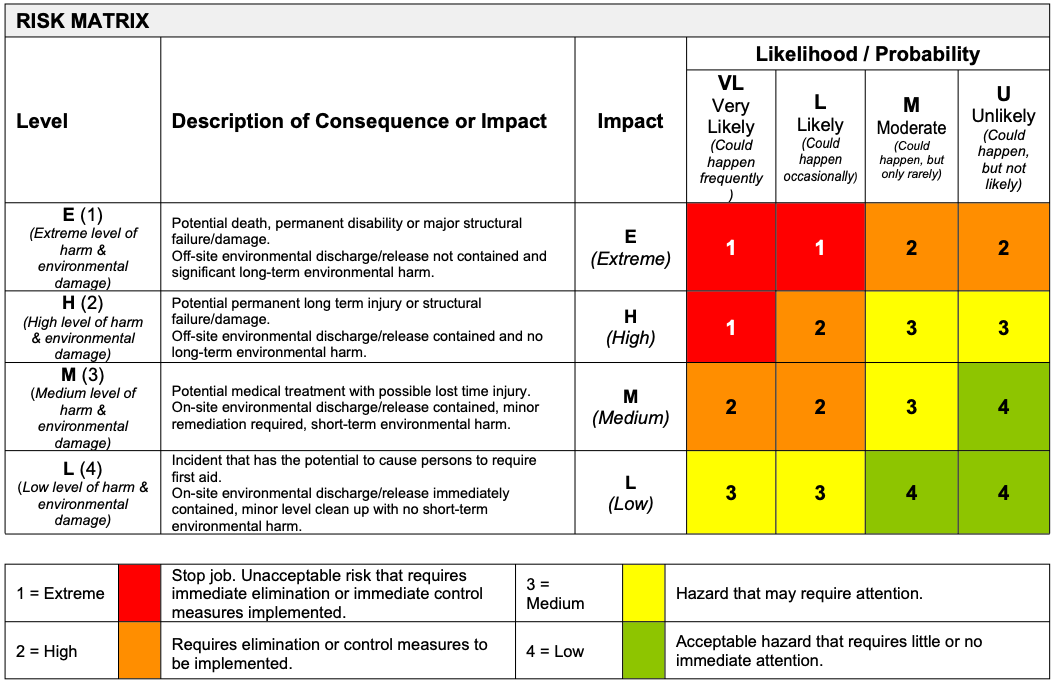 RISK MATRIX
Level
Description of Consequence or Impact
Impact
Likelihood / Probability
VL
Very
Likely
(Could
happen
frequently
)
L
Likely
(Could
happen
occasionally)
M
Moderate
(Could
happen, but
only rarely)
U
Unlikely
(Could
happen,
but not
likely)
E (1)
(Extreme level of
harm &
environmental
damage)
Potential death, permanent disability or major structural
failure/damage.
Off-site environmental discharge/release not contained and
significant long-term environmental harm.
E
(Extreme)
1
1
2
2
H (2)
(High level of harm
& environmental
damage)
Potential permanent long term injury or structural
failure/damage.
Off-site environmental discharge/release contained and no
long-term environmental harm.
H
(High)
1
2
3
3
M (3)
(Medium level of
harm &
environmental
damage)
Potential medical treatment with possible lost time injury.
On-site environmental discharge/release contained, minor
remediation required, short-term environmental harm.
M
(Medium)
2
2
3
4
L (4)
(Low level of harm &
environmental
damage)
Incident that has the potential to cause persons to require
first aid.
On-site environmental discharge/release immediately
contained, minor level clean up with no short-term
environmental harm.
L
(Low)
3
3
4
4
1 = Extreme
Stop job. Unacceptable risk that requires
immediate elimination or immediate control
measures implemented.
3 =
Medium
Hazard that may require attention.
2 = High
Requires elimination or control measures to
be implemented.
4 = Low
Acceptable hazard that requires little or no
immediate attention.